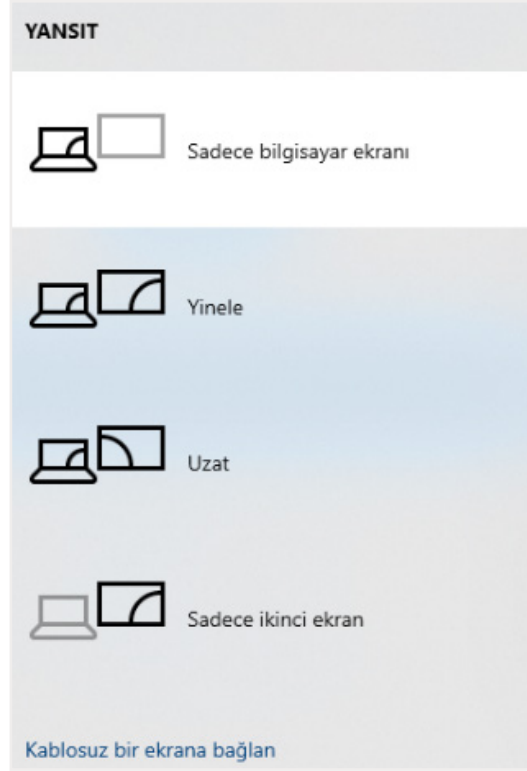 YANSIT
Sadece bilgisayar ekranı
Yinele
Uzat
Sadece ikinci ekran
Kablosuz bir ekrana bağlan